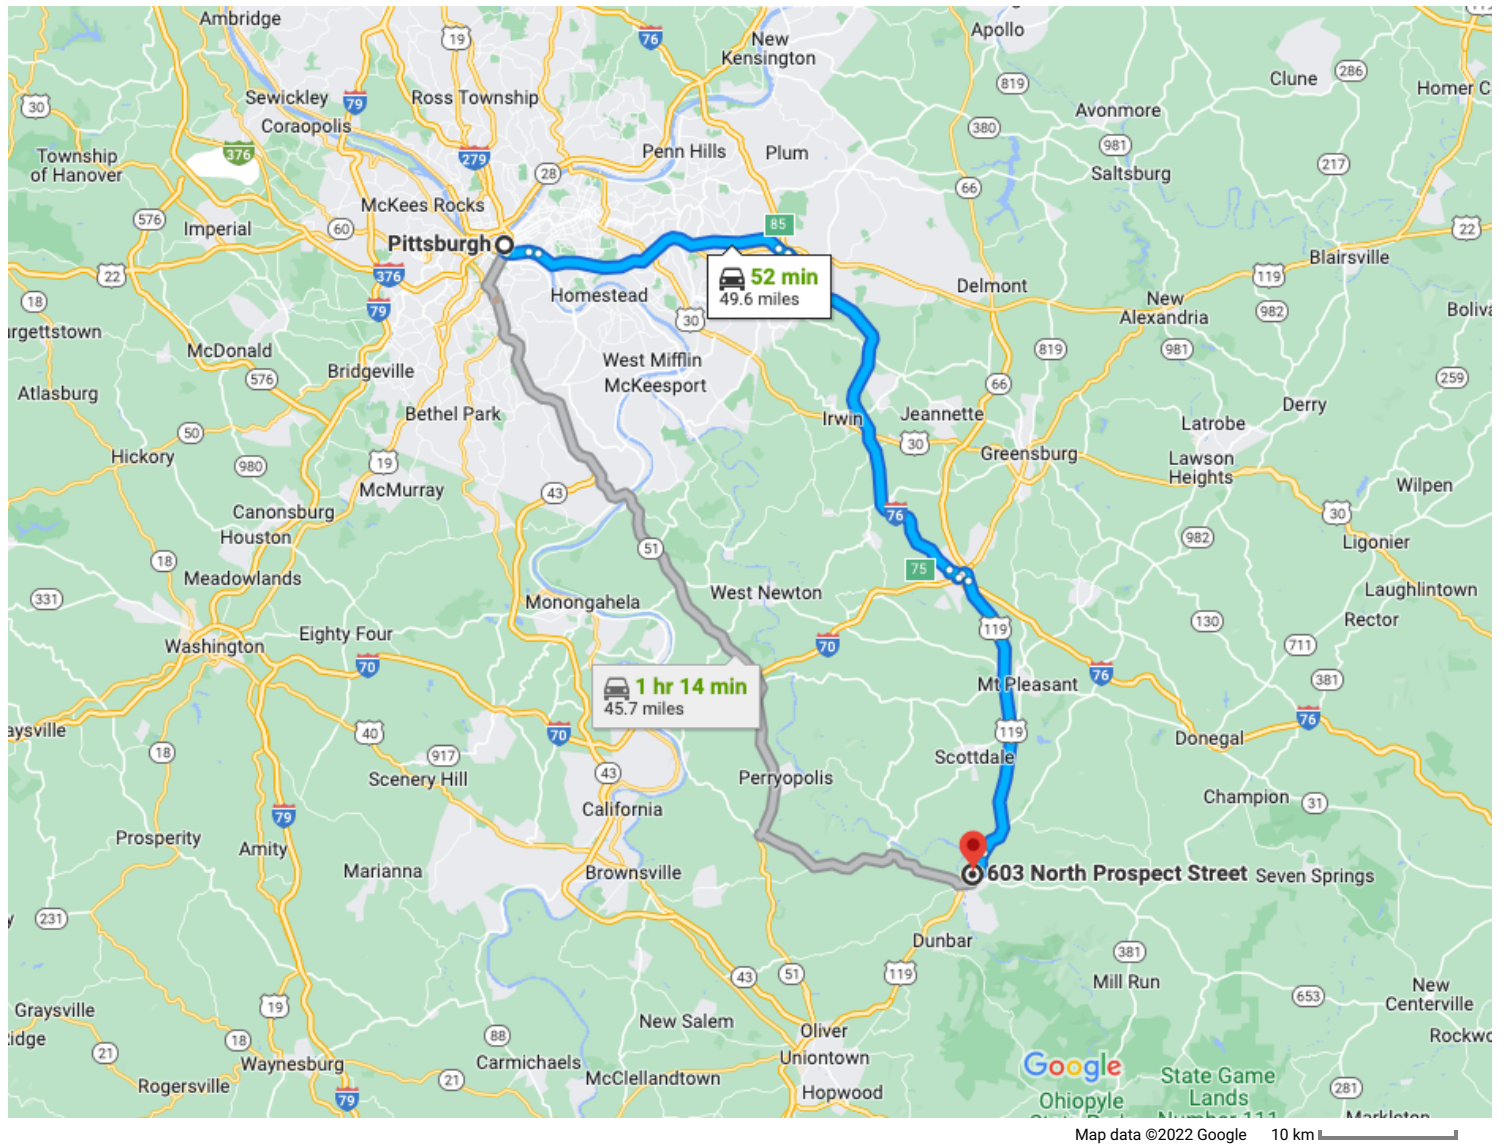 Ambridge
19
76
New
Kensington
Apollo
119
30
Sewickley
79
Ross Township
Coraopolis
819
Clune
286
Homer C
Avonmore
380
981
Township
of Hanover
376
279
28
Penn Hills
Plum
Saltsburg
217
66
576
Imperial
McKees Rocks
60
Pittsburgh
85
22
Blairsville
22
376
79
18
Homestead
52 min
49.6 miles
Delmont
119
New
Alexandria
982
Boliva
urgettstown
30
McDonald
576
Bridgeville
West Mifflin
McKeesport
819
981
259
Atlasburg
66
Bethel Park
Irwin
Jeannette
Derry
Latrobe
50
Hickory
980
19
30
Greensburg
Lawson
Heights
McMurray
43
Wilpen
Canonsburg
Houston
76
30
Ligonier
18
51
982
75
Meadowlands
331
Monongahela
West Newton
Laughlintown
Rector
130
Washington
Eighty Four
70
119
70
711
76
381
1 hr 14 min
45.7 miles
Mt Pleasant
aysville
18
40
917
70
119
76
Donegal
Scottdale
Scenery Hill
43
Perryopolis
California
Champion
31
79
Prosperity
Amity
Marianna
Brownsville
603 North Prospect Street
Seven Springs
y
231
Dunbar
381
43
51
119
Mill Run
19
653
New
Centerville
Graysville
idge
18
88
New Salem
Oliver
Uniontown
Rockwo
21
Waynesburg
Carmichaels
21
McClellandtown
Google
Rogersville
79
Hopwood
Ohiopyle
State Park
State Game
Lands
Number 111
281
Markleton
Map data ©2022 Google
10 km